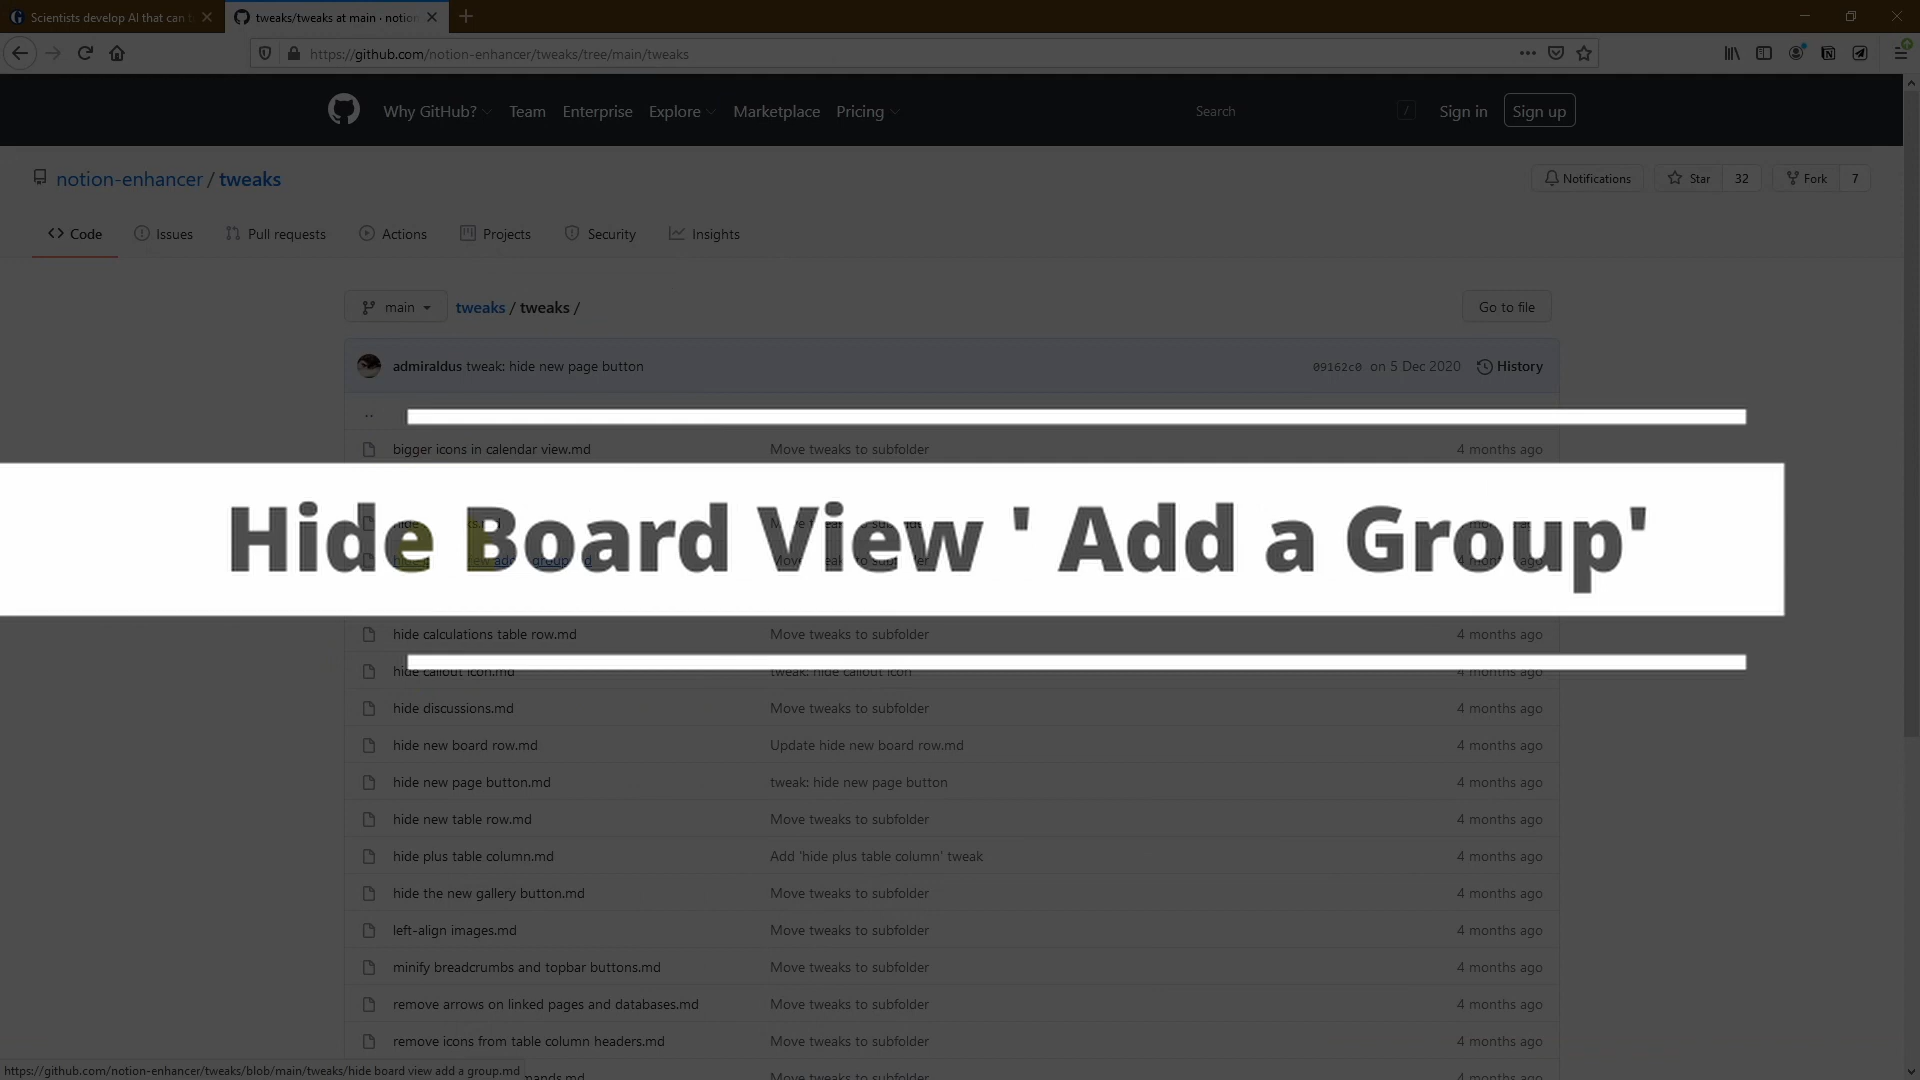 Scientists develop AI that can t
tweaks/tweaks at main · notion
https://github.com/notion-enhancer/tweaks/tree/main/tweaks
Why GitHub? Team Enterprise Explore Marketplace Pricing Search / Sign in Sign up
notion-enhancer / tweaks
Notifications Star 32 Fork 7
Code Issues Pull requests Actions Projects Security Insights
main tweaks / tweaks / Go to file
admiraldus tweak: hide new page button 09162c0 on 5 Dec 2020 History
..
bigger icons in calendar view.md Move tweaks to subfolder 4 months ago
Hide Board View ' Add a Group'
hide calculations table row.md Move tweaks to subfolder 4 months ago
hide callout icon.md tweak: hide callout icon 4 months ago
hide discussions.md Move tweaks to subfolder 4 months ago
hide new board row.md Update hide new board row.md 4 months ago
hide new page button.md tweak: hide new page button 4 months ago
hide new table row.md Move tweaks to subfolder 4 months ago
hide plus table column.md Add 'hide plus table column' tweak 4 months ago
hide the new gallery button.md Move tweaks to subfolder 4 months ago
left-align images.md Move tweaks to subfolder 4 months ago
minify breadcrumbs and topbar buttons.md Move tweaks to subfolder 4 months ago
remove arrows on linked pages and databases.md Move tweaks to subfolder 4 months ago
remove icons from table column headers.md Move tweaks to subfolder 4 months ago
https://github.com/notion-enhancer/tweaks/blob/main/tweaks/hide board view add a group.md